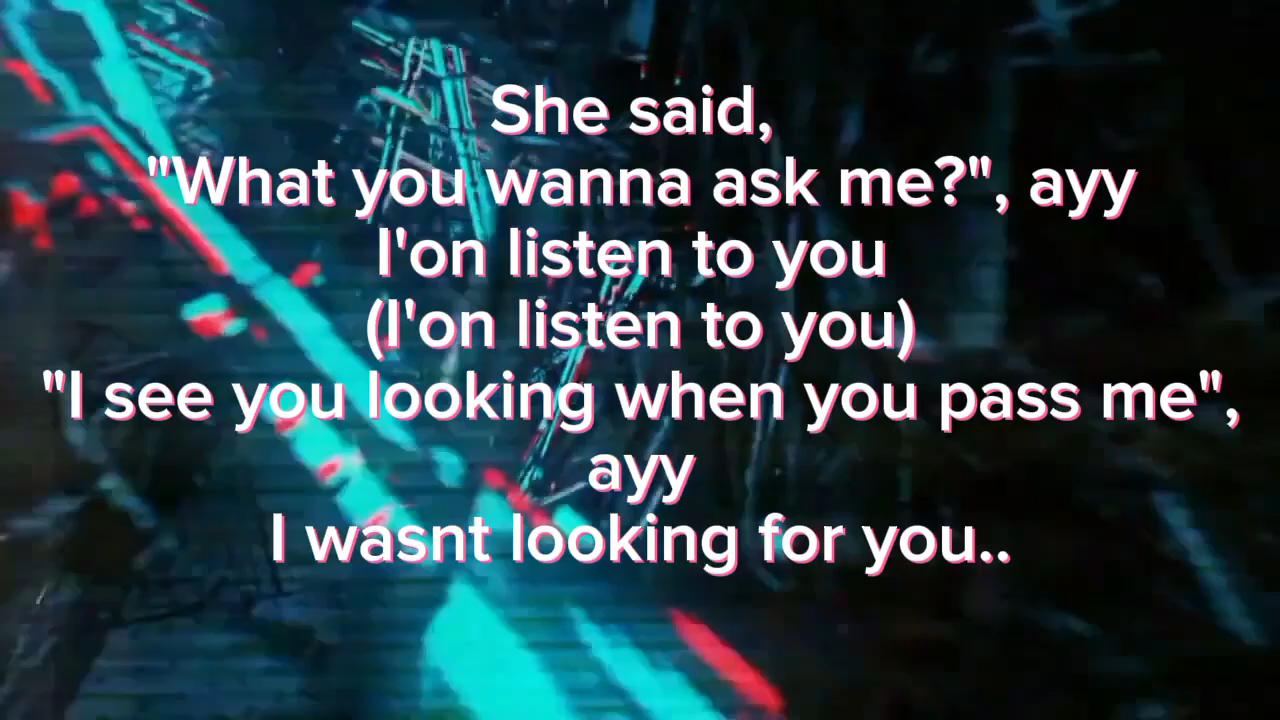 She said,
"What you wanna ask me?", ayy
I'on listen to you
(I'on listen to you)
"I see you looking when you pass me",
ayy
I wasnt looking for you..